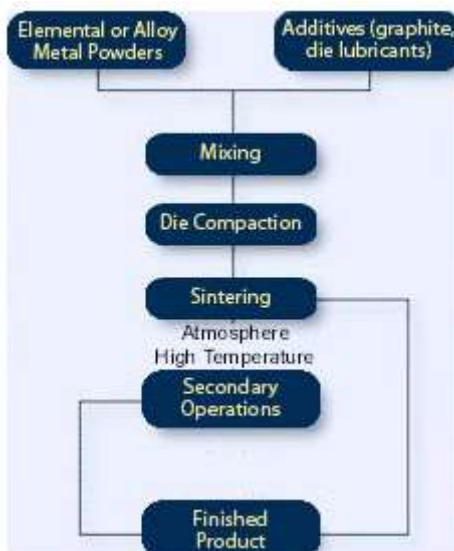 Elemental or Alloy
Metal Powders
Additives (graphite,
die lubricants)
Mixing
Die Compaction
Sintering
Atmosphere
High Temperature
Secondary
Operations
Finished
Product